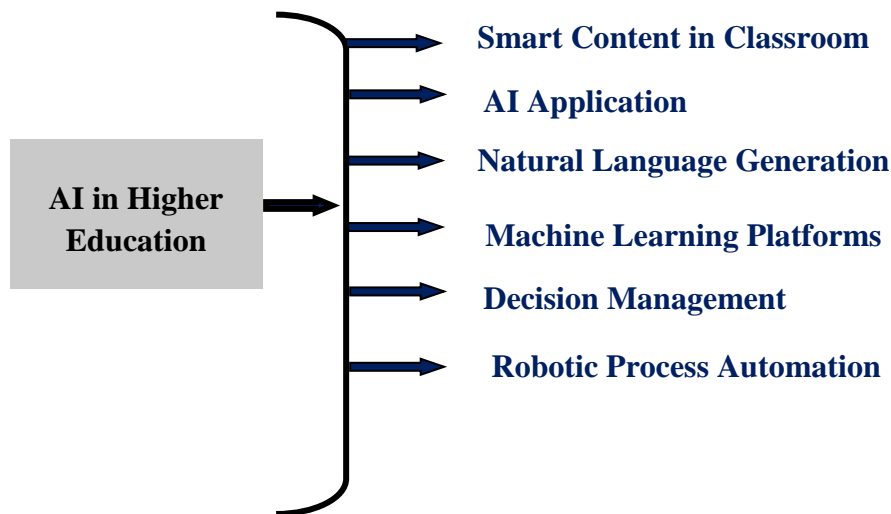 AI in Higher
Education
Smart Content in Classroom
AI Application
Natural Language Generation
Machine Learning Platforms
Decision Management
Robotic Process Automation